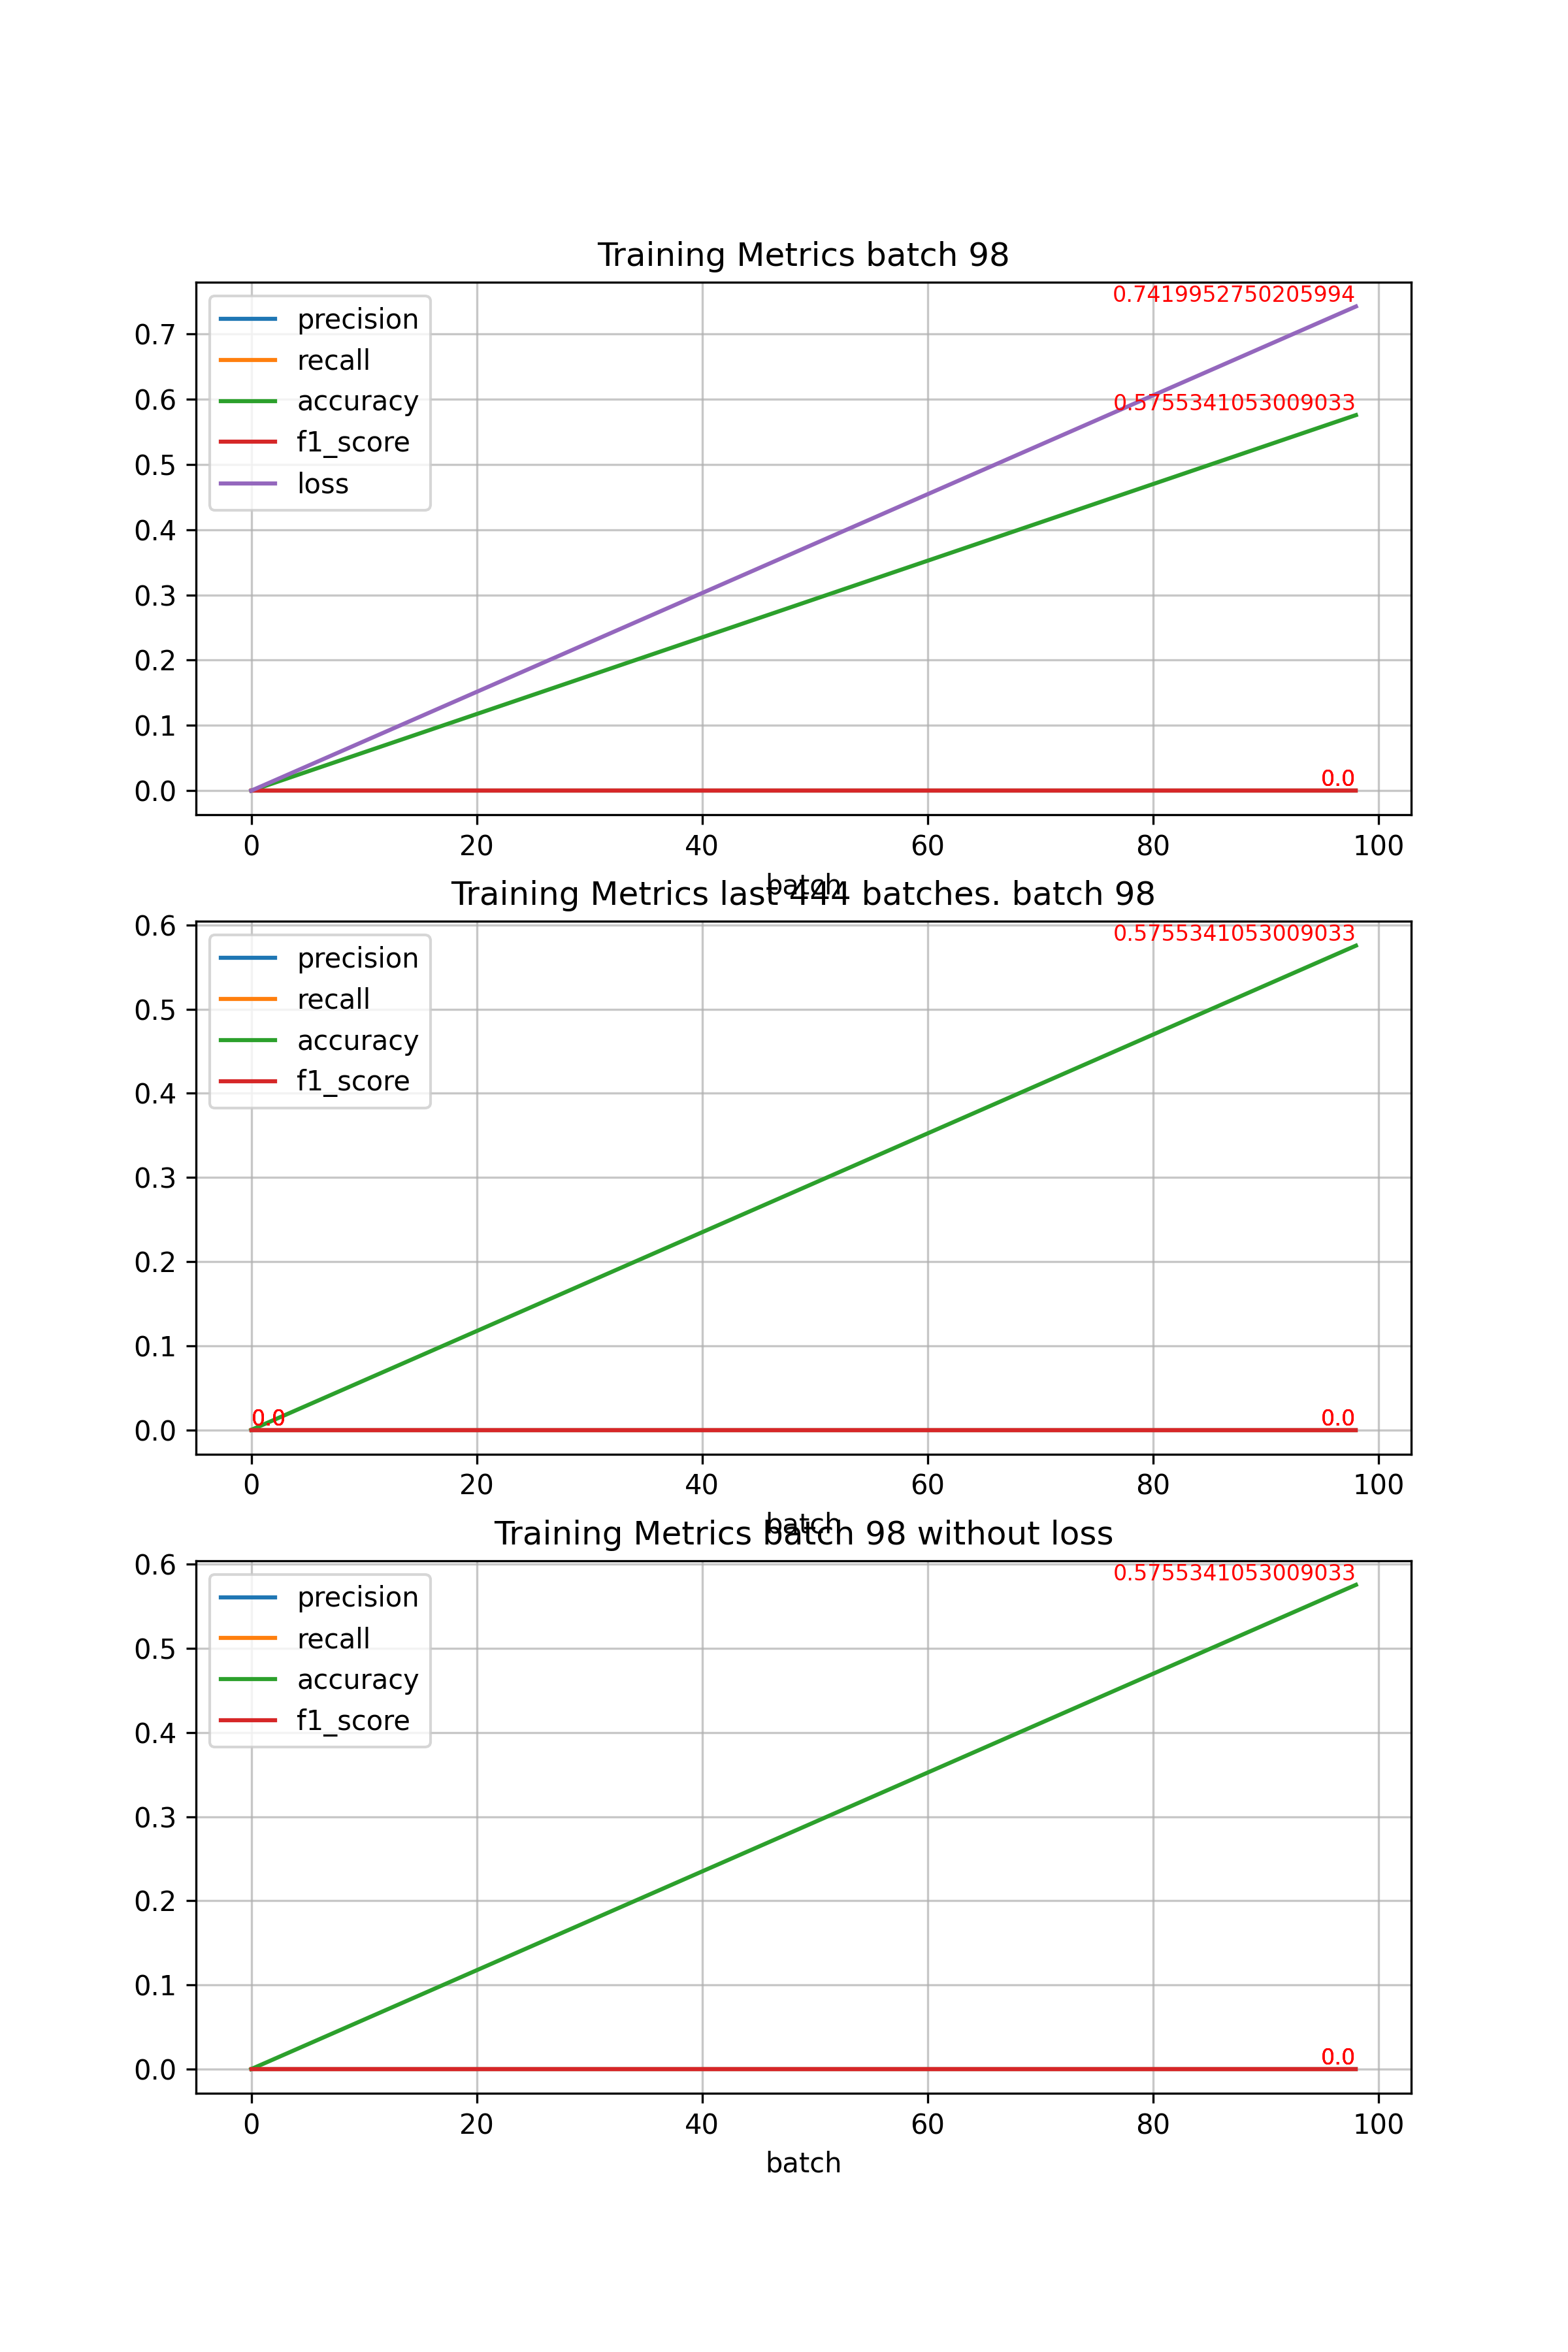 Training Metrics batch 98
0.7419952750205994
0.5755341053009033
0.0
precision
recall
accuracy
f1_score
loss
0.7
0.6
0.5
0.4
0.3
0.2
0.1
0.0
0 20 40 60 80 100
batch
Training Metrics last 444 batches. batch 98
0.5755341053009033
0.0
0.0
precision
recall
accuracy
f1_score
0.6
0.5
0.4
0.3
0.2
0.1
0.0
0 20 40 60 80 100
batch
Training Metrics batch 98 without loss
0.5755341053009033
0.0
precision
recall
accuracy
f1_score
0.6
0.5
0.4
0.3
0.2
0.1
0.0
0 20 40 60 80 100
batch